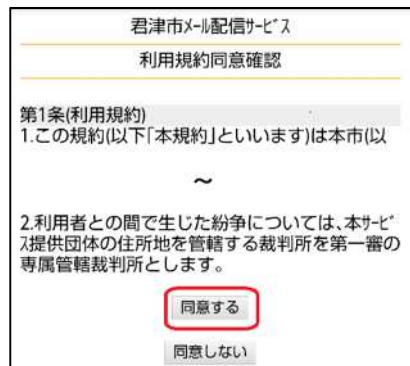 君津市ﾒｰﾙ配信ｻｰﾋﾞｽ
利用規約同意確認
第1条(利用規約)
1.この規約(以下｢本規約｣といいます)は本市(以
～
2.利用者との間で生じた紛争については､本ｻｰﾋﾞ
ｽ提供団体の住所地を管轄する裁判所を第一審の
専属管轄裁判所とします｡
同意する
同意しない